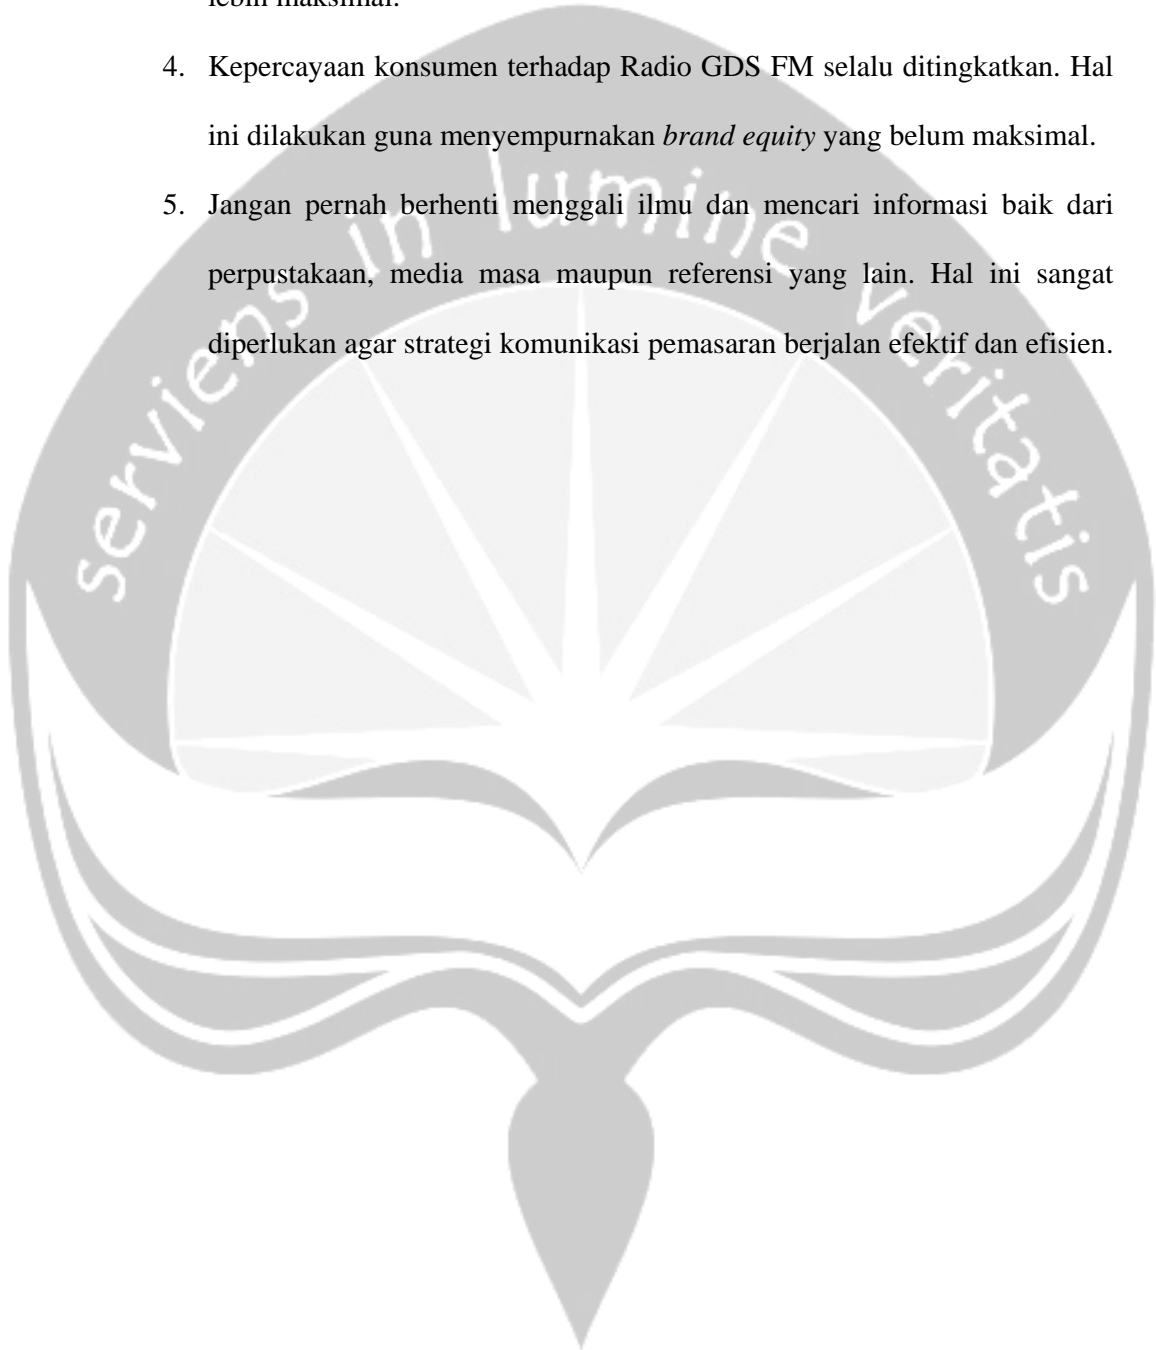 lebih maksimal.
4. Kepercayaan konsumen terhadap Radio GDS FM selalu ditingkatkan. Hal
ini dilakukan guna menyempurnakan brand equity yang belum maksimal.
5. Jangan pernah berhenti menggali ilmu dan mencari informasi baik dari
perpustakaan, media masa maupun referensi yang lain. Hal ini sangat
diperlukan agar strategi komunikasi pemasaran berjalan efektif dan efisien.
serviens in lumine veritatis